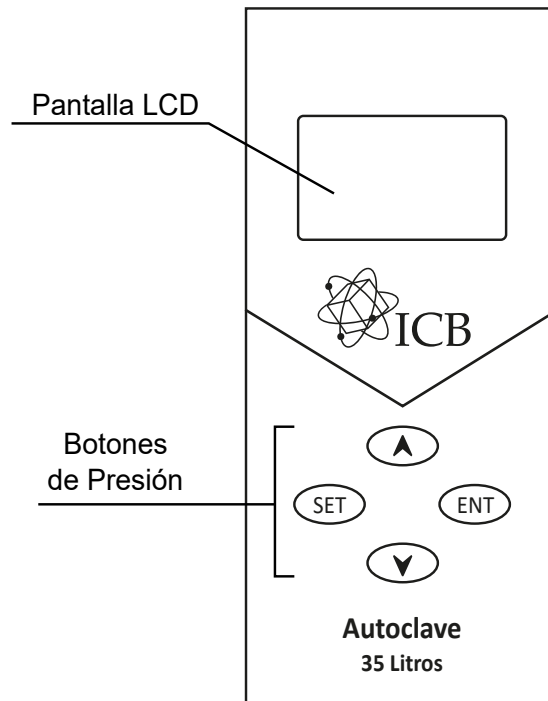 Pantalla LCD
ICB
Botones
de Presión
SET
ENT
Autoclave
35 Litros